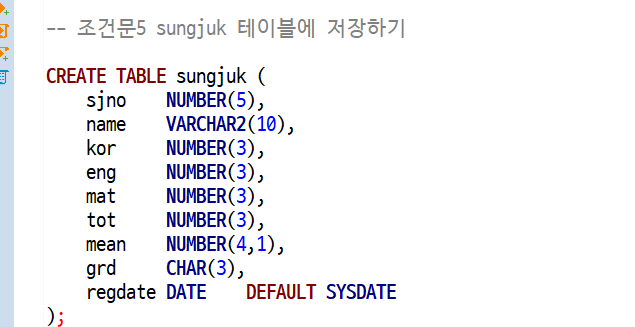 -- 조건문5 sungjuk 테이블에 저장하기
CREATE TABLE sungjuk (
sjno NUMBER(5),
name VARCHAR2(10),
kor NUMBER(3),
eng NUMBER(3),
mat NUMBER(3),
tot NUMBER(3),
mean NUMBER(4,1),
grd CHAR(3),
regdate DATE DEFAULT SYSDATE
);